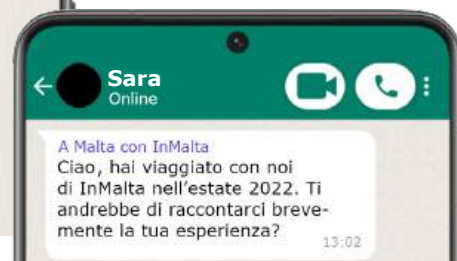 Sara
Online
A Malta con InMalta
Ciao, hai viaggiato con noi
di InMalta nell'estate 2022. Ti
andrebbe di raccontarci breve-
mente la tua esperienza?
13:02